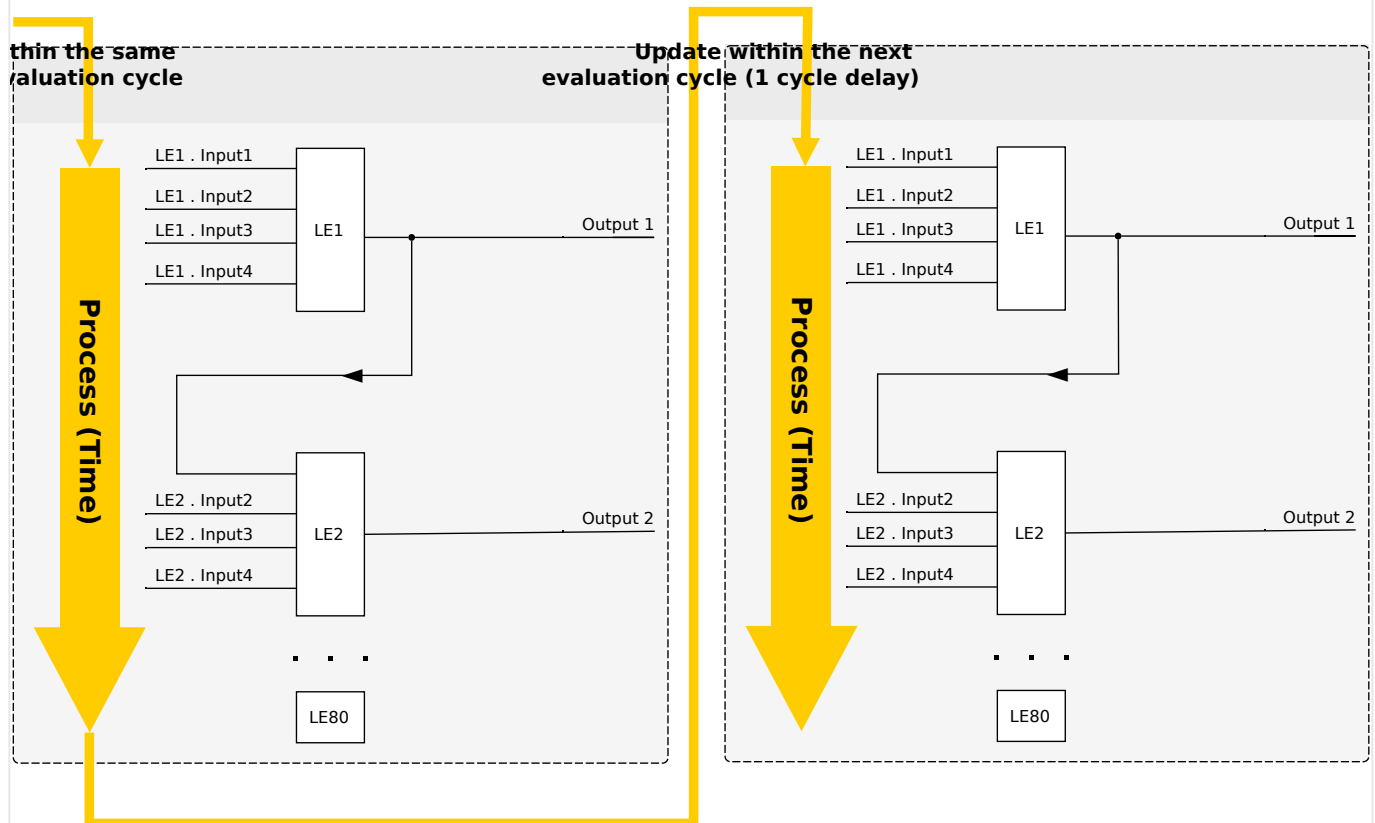 thin the same
evaluation cycle
LE1 . Input1
LE1 . Input2
LE1 . Input3
LE1 . Input4
LE1
Output 1
Process (Time)
LE2 . Input2
LE2 . Input3
LE2 . Input4
LE2
Output 2
. . .
LE80
Update within the next
evaluation cycle (1 cycle delay)
LE1 . Input1
LE1 . Input2
LE1 . Input3
LE1 . Input4
LE1
Output 1
Process (Time)
LE2 . Input2
LE2 . Input3
LE2 . Input4
LE2
Output 2
. . .
LE80